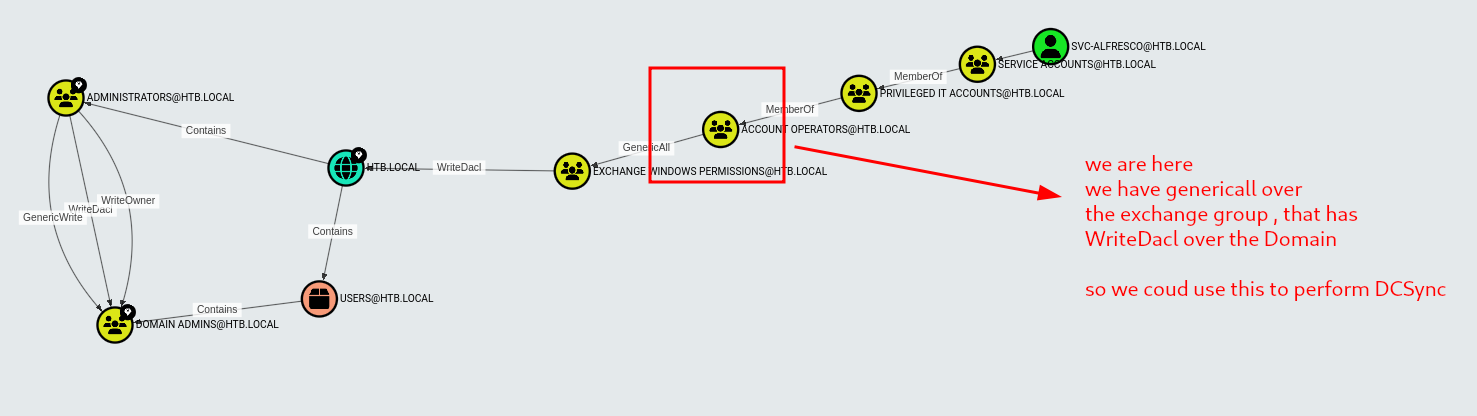 SVC-ALFRESCO@HTB.LOCAL
SERVICE ACCOUNTS@HTB.LOCAL
MemberOf
PRIVILEGED IT ACCOUNTS@HTB.LOCAL
ADMINISTRATORS@HTB.LOCAL
MemberOf
ACCOUNT OPERATORS@HTB.LOCAL
Contains
GenericAll
HTB.LOCAL
WriteDacl
EXCHANGE WINDOWS PERMISSIONS@HTB.LOCAL
we are here
we have genericall over
the exchange group , that has
WriteDacl over the Domain
so we coud use this to perform DCSync
WriteOwner
WriteDacl
GenericWrite
Contains
USERS@HTB.LOCAL
Contains
DOMAIN ADMINS@HTB.LOCAL